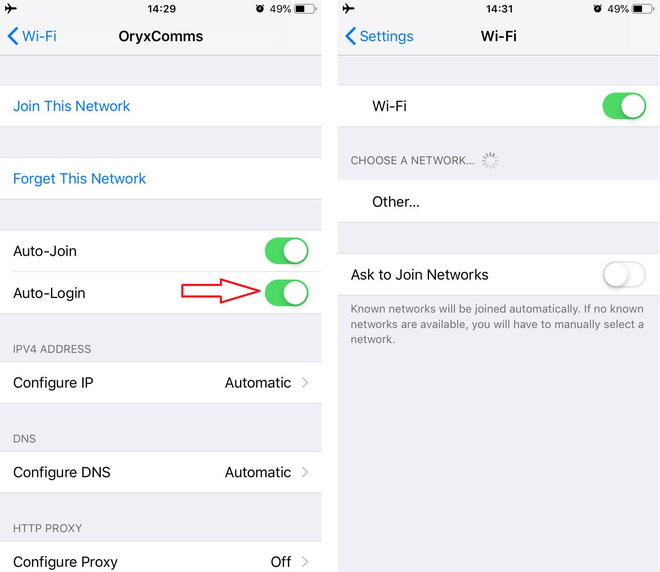 14:29
49%
Wi-Fi
OryxComms
Join This Network
Forget This Network
Auto-Join
Auto-Login
IPV4 ADDRESS
Configure IP
Automatic
DNS
Configure DNS
Automatic
HTTP PROXY
Configure Proxy
Off
14:31
49%
Settings
Wi-Fi
Wi-Fi
CHOOSE A NETWORK...
Other...
Ask to Join Networks
Known networks will be joined automatically. If no known
networks are available, you will have to manually select a
network.